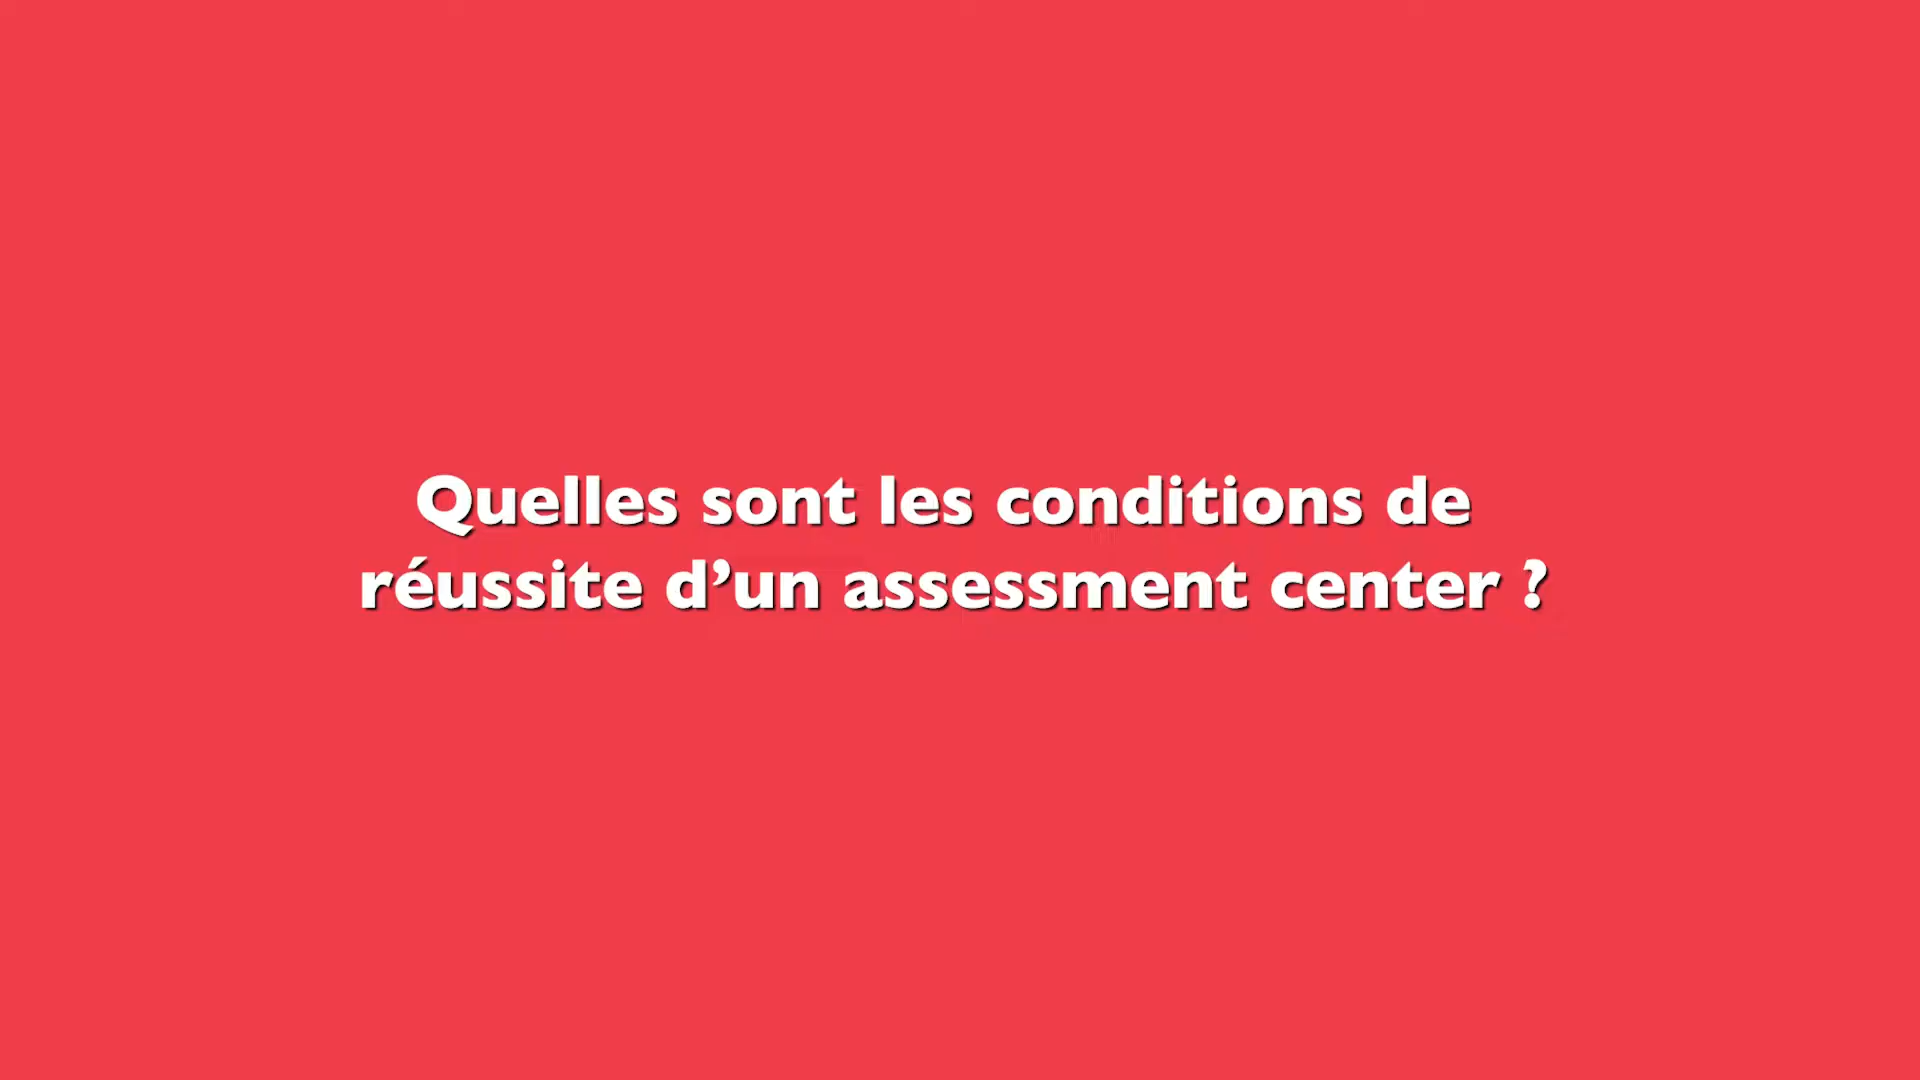 Quelles sont les conditions de
réussite d’un assessment center ?